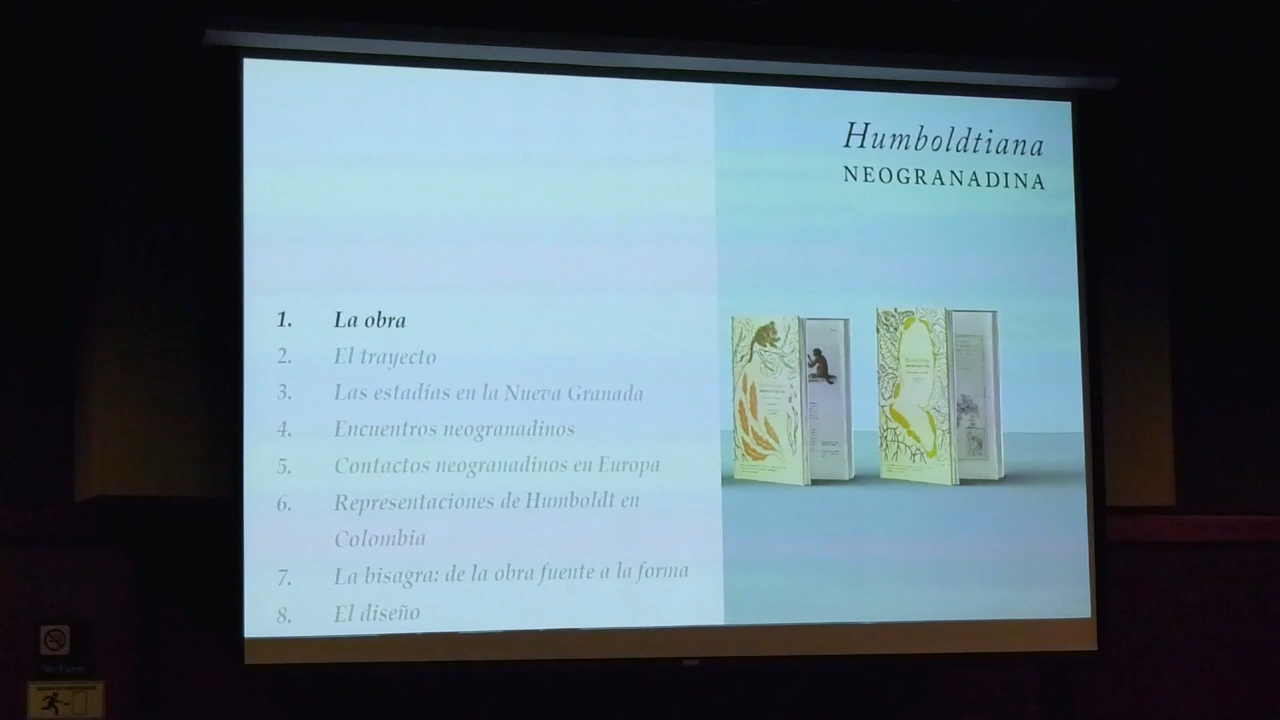 Humboldtiana
NEOGRANADINA
1. La obra
2. El trayecto
3. Las estadías en la Nueva Granada
4. Encuentros neogranadinos
5. Contactos neogranadinos en Europa
6. Representaciones de Humboldt en
Colombia
7. La bisagra: de la obra fuente a la forma
8. El diseño